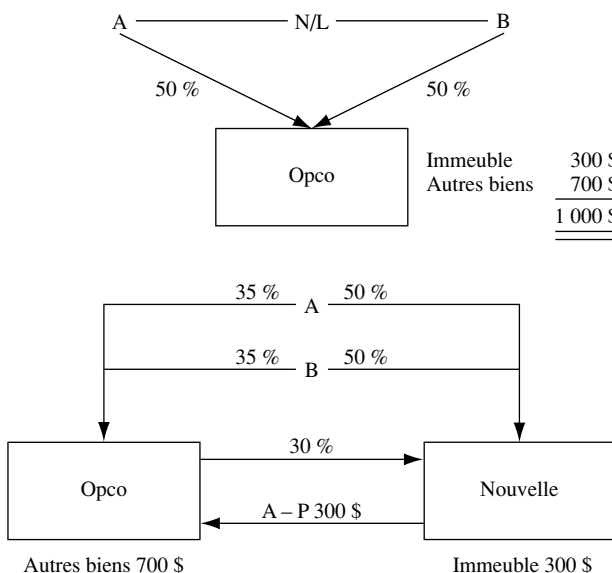 A N/L B
50 % 50 %
Opco
Immeuble 300 $
Autres biens 700 $
1 000 $
35 % A 50 %
35 % B 50 %
Opco
30 %
Nouvelle
A – P 300 $
Autres biens 700 $
Immeuble 300 $